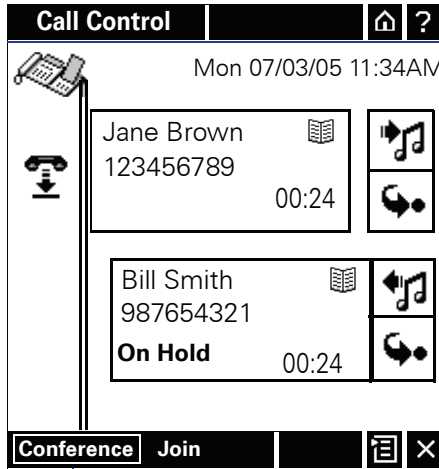 Call Control ?
Mon 07/03/05 11:34AM
Jane Brown
123456789
00:24
Bill Smith
987654321
On Hold 00:24
Conference Join